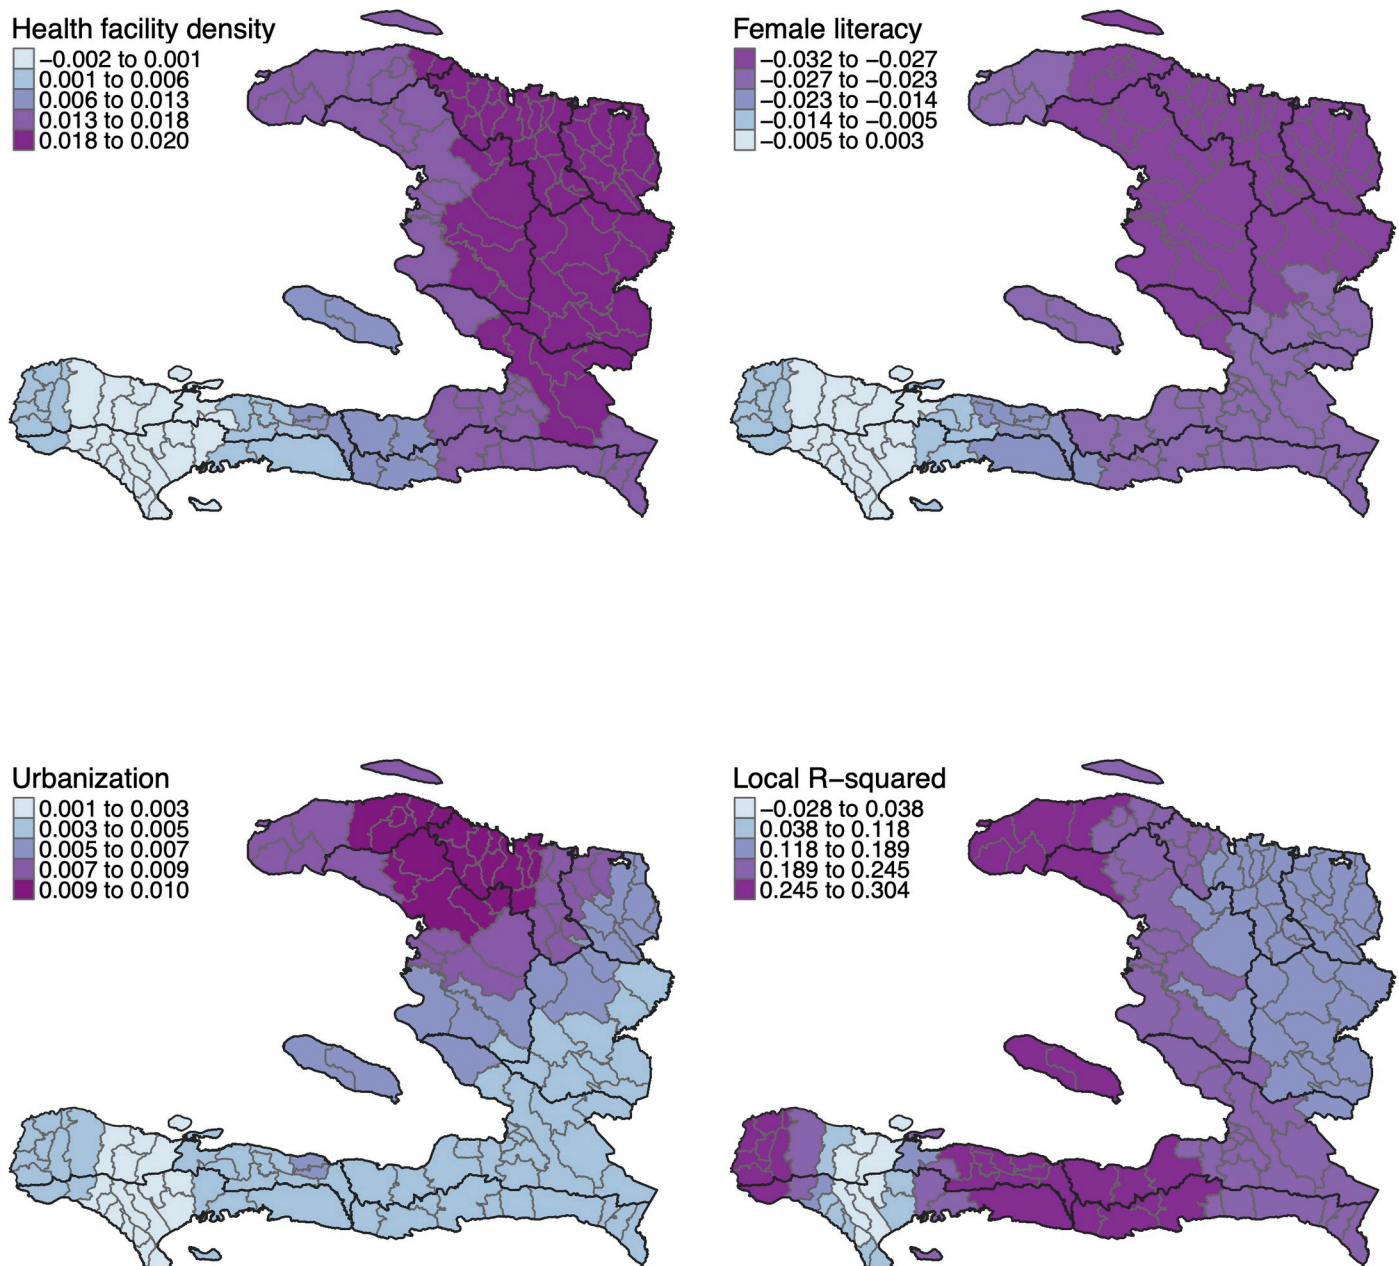 Health facility density
−0.002 to 0.001
0.001 to 0.006
0.006 to 0.013
0.013 to 0.018
0.018 to 0.020
Female literacy
−0.032 to −0.027
−0.027 to −0.023
−0.023 to −0.014
−0.014 to −0.005
−0.005 to 0.003
Urbanization
0.001 to 0.003
0.003 to 0.005
0.005 to 0.007
0.007 to 0.009
0.009 to 0.010
Local R−squared
−0.028 to 0.038
0.038 to 0.118
0.118 to 0.189
0.189 to 0.245
0.245 to 0.304